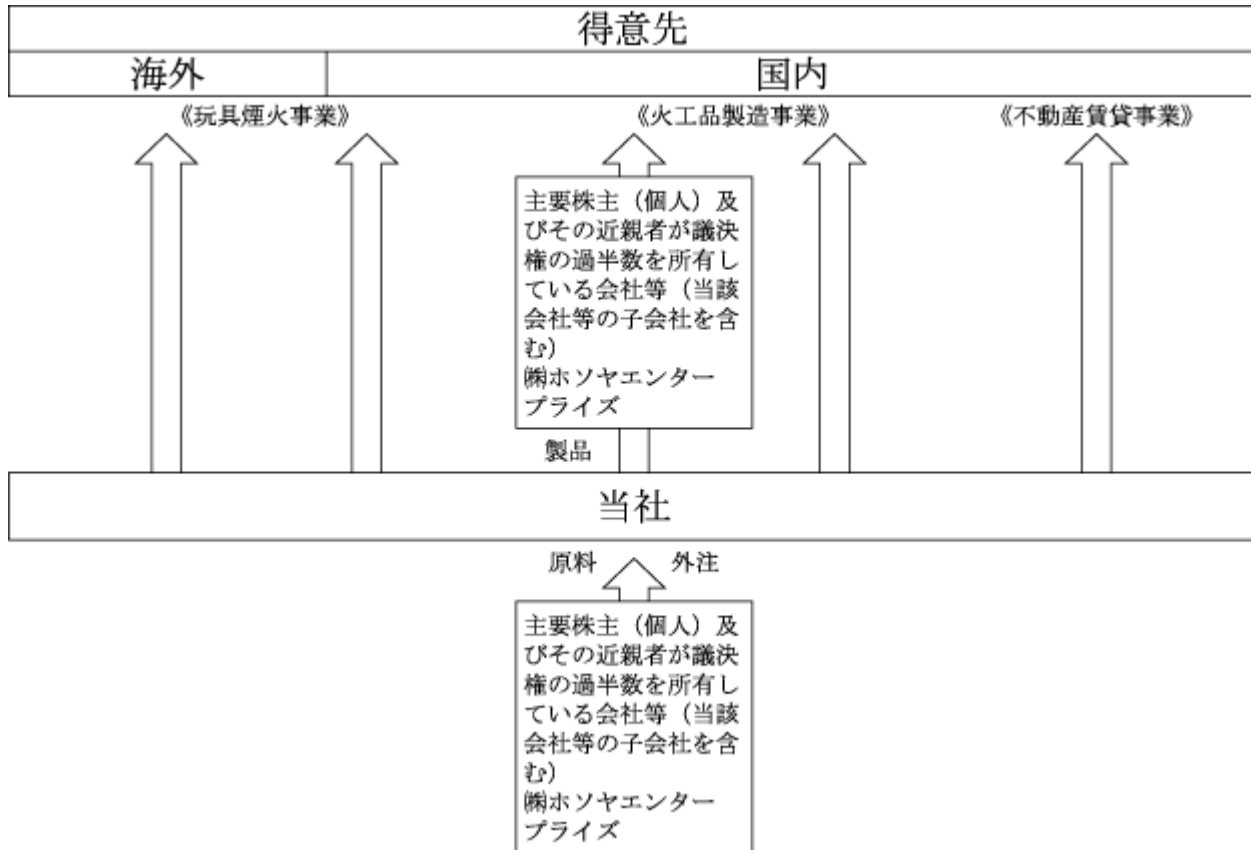 得意先
海外
国内
《玩具煙火事業》
《火工品製造事業》
《不動産賃貸事業》
主要株主（個人）及
びその近親者が議決
権の過半数を所有し
ている会社等（当該
会社等の子会社を含
む）
㈱ホソヤエンター
プライズ
製品
当社
原料
外注
主要株主（個人）及
びその近親者が議決
権の過半数を所有し
ている会社等（当該
会社等の子会社を含
む）
㈱ホソヤエンター
プライズ